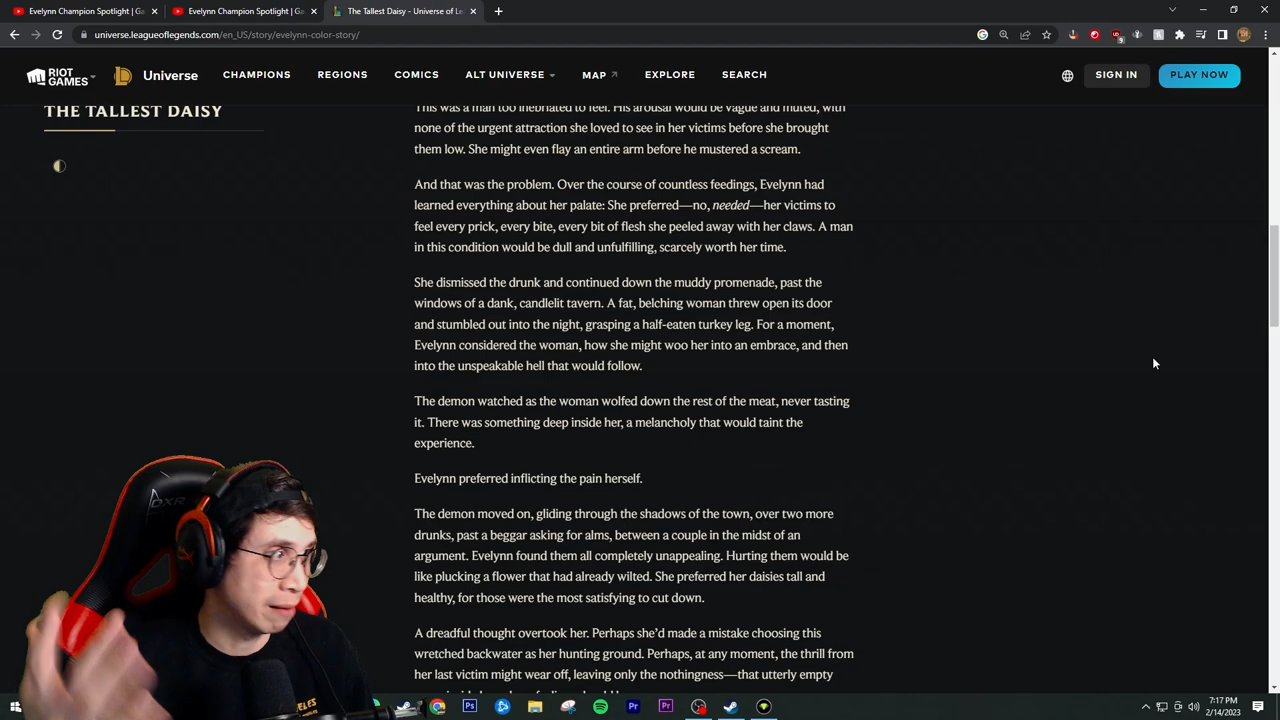 Evelynn Champion Spotlight | Ga
Evelynn Champion Spotlight | Ga
The Tallest Daisy - Universe of Le
universe.leagueoflegends.com/en_US/story/evelynn-color-story/
RIOT GAMES
Universe
CHAMPIONS
REGIONS
COMICS
ALT UNIVERSE
MAP
EXPLORE
SEARCH
SIGN IN
PLAY NOW
THE TALLEST DAISY
This was a man too inebriated to feel. His arousal would be vague and muted, with
none of the urgent attraction she loved to see in her victims before she brought
them low. She might even flay an entire arm before he mustered a scream.
And that was the problem. Over the course of countless feedings, Evelynn had
learned everything about her palate: She preferred—no, needed—her victims to
feel every prick, every bite, every bit of flesh she peeled away with her claws. A man
in this condition would be dull and unfulfilling, scarcely worth her time.
She dismissed the drunk and continued down the muddy promenade, past the
windows of a dank, candlelit tavern. A fat, belching woman threw open its door
and stumbled out into the night, grasping a half-eaten turkey leg. For a moment,
Evelynn considered the woman, how she might woo her into an embrace, and then
into the unspeakable hell that would follow.
The demon watched as the woman wolfed down the rest of the meat, never tasting
it. There was something deep inside her, a melancholy that would taint the
experience.
Evelynn preferred inflicting the pain herself.
The demon moved on, gliding through the shadows of the town, over two more
drunks, past a beggar asking for alms, between a couple in the midst of an
argument. Evelynn found them all completely unappealing. Hurting them would be
like plucking a flower that had already wilted. She preferred her daisies tall and
healthy, for those were the most satisfying to cut down.
A dreadful thought overtook her. Perhaps she'd made a mistake choosing this
wretched backwater as her hunting ground. Perhaps, at any moment, the thrill from
her last victim might wear off, leaving only the nothingness—that utterly empty
DXR
7:17 PM
2/14/2023